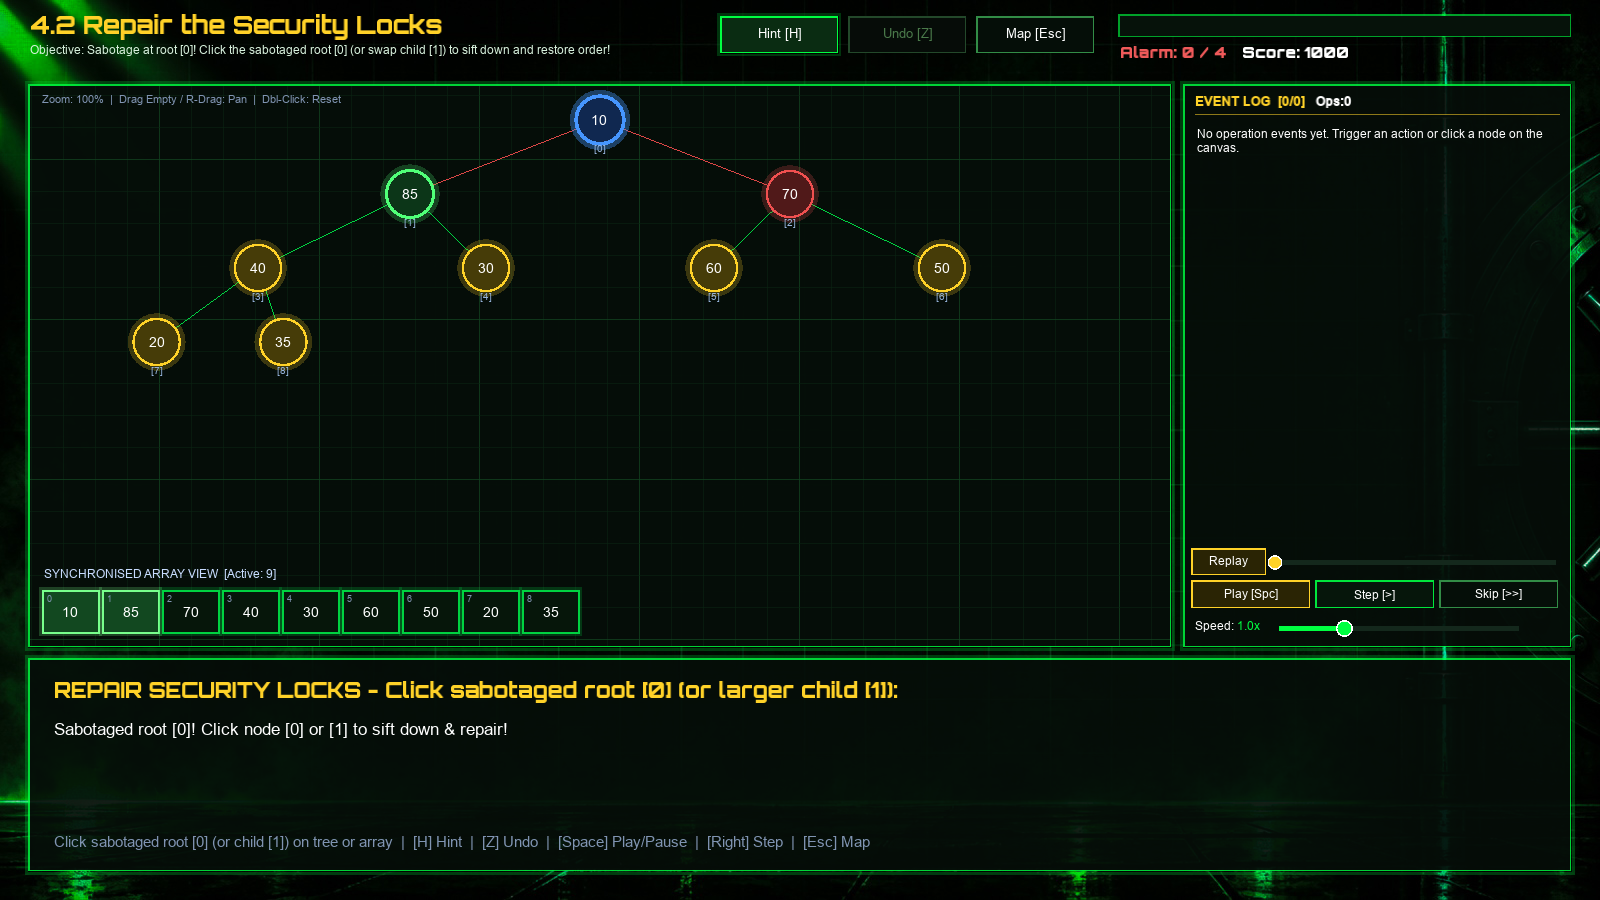 4.2 Repair the Security Locks
Objective: Sabotage at root [0]! Click the sabotaged root [0] (or swap child [1]) to sift down and restore order!
Hint [H]
Undo [Z]
Map [Esc]
Alarm: 0 / 4 Score: 1000
Zoom: 100% | Drag Empty / R-Drag: Pan | Dbl-Click: Reset
10
[0]
85
[1]
70
[2]
40
[3]
30
[4]
60
[5]
50
[6]
20
[7]
35
[8]
SYNCHRONISED ARRAY VIEW [Active: 9]
0 10
1 85
2 70
3 40
4 30
5 60
6 50
7 20
8 35
EVENT LOG [0/0] Ops:0
No operation events yet. Trigger an action or click a node on the
canvas.
Replay
Play [Spc]
Step [>]
Skip [>>]
Speed: 1.0x
REPAIR SECURITY LOCKS - Click sabotaged root [0] (or larger child [1]):
Sabotaged root [0]! Click node [0] or [1] to sift down & repair!
Click sabotaged root [0] (or child [1]) on tree or array | [H] Hint | [Z] Undo | [Space] Play/Pause | [Right] Step | [Esc] Map